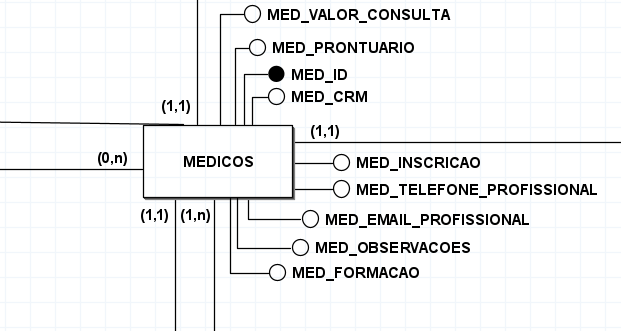 MED_VALOR_CONSULTA
MED_PRONTUARIO
MED_ID
MED_CRM
(1,1)
(1,1)
(0,n)
MEDICOS
MED_INSCRICAO
MED_TELEFONE_PROFISSIONAL
(1,1)
(1,n)
MED_EMAIL_PROFISSIONAL
MED_OBSERVACOES
MED_FORMACAO